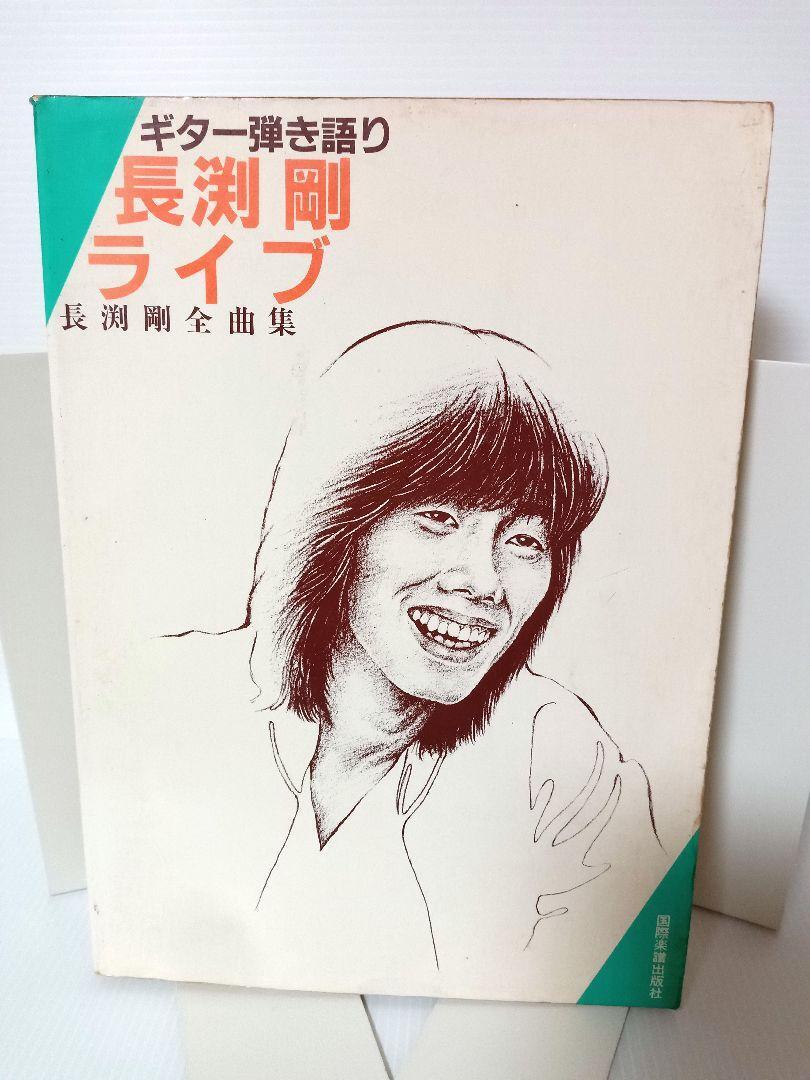 ギター弾き語り
長渕 剛
ライブ
長渕剛全曲集
国際楽譜出版社